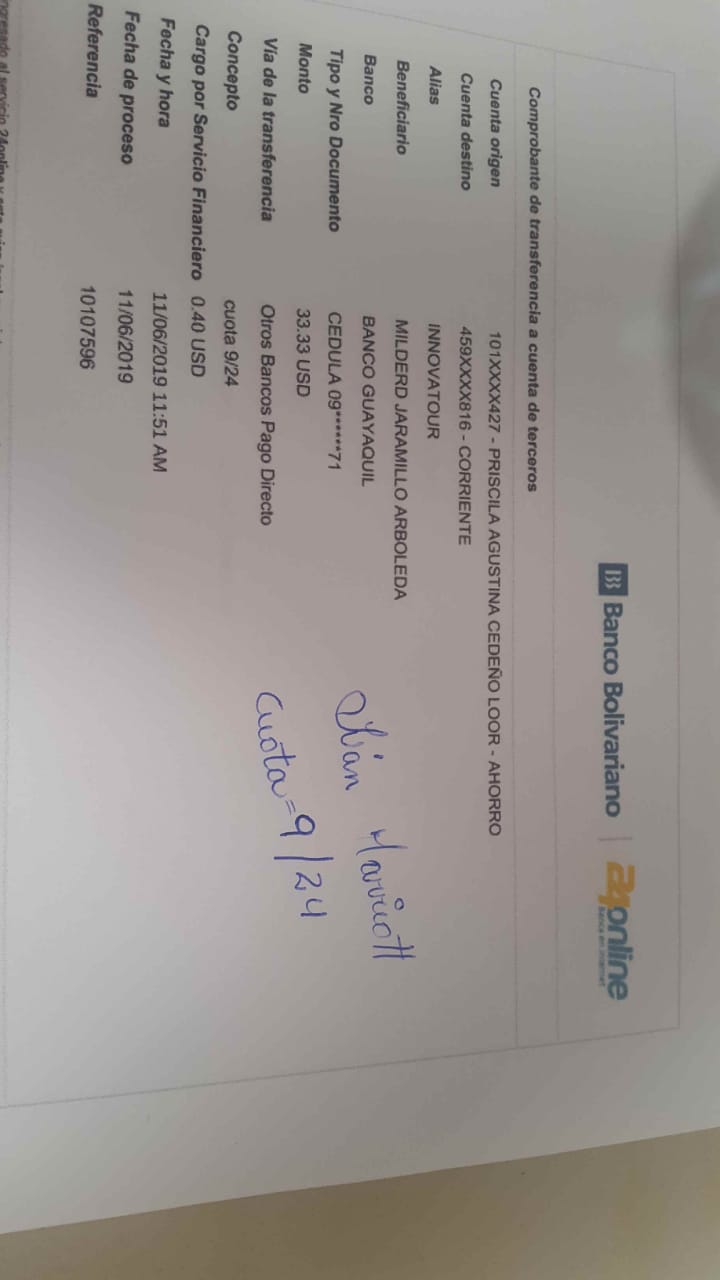 Banco Bolivariano
24online
Banca en internet
Comprobante de transferencia a cuenta de terceros
Cuenta origen 101XXXX427 - PRISCILA AGUSTINA CEDEÑO LOOR - AHORRO
Cuenta destino 459XXXX816 - CORRIENTE
Alias INNOVATOUR
Beneficiario MILDERD JARAMILLO ARBOLEDA
Banco BANCO GUAYAQUIL
Tipo y Nro Documento CEDULA 09******71
Monto 33.33 USD
Vía de la transferencia Otros Bancos Pago Directo
Concepto cuota 9/24
Cargo por Servicio Financiero 0.40 USD
Fecha y hora 11/06/2019 11:51 AM
Fecha de proceso 11/06/2019
Referencia 10107596
Iván Marriott
Cuota=9/24
ingresado al servicio 24online y este